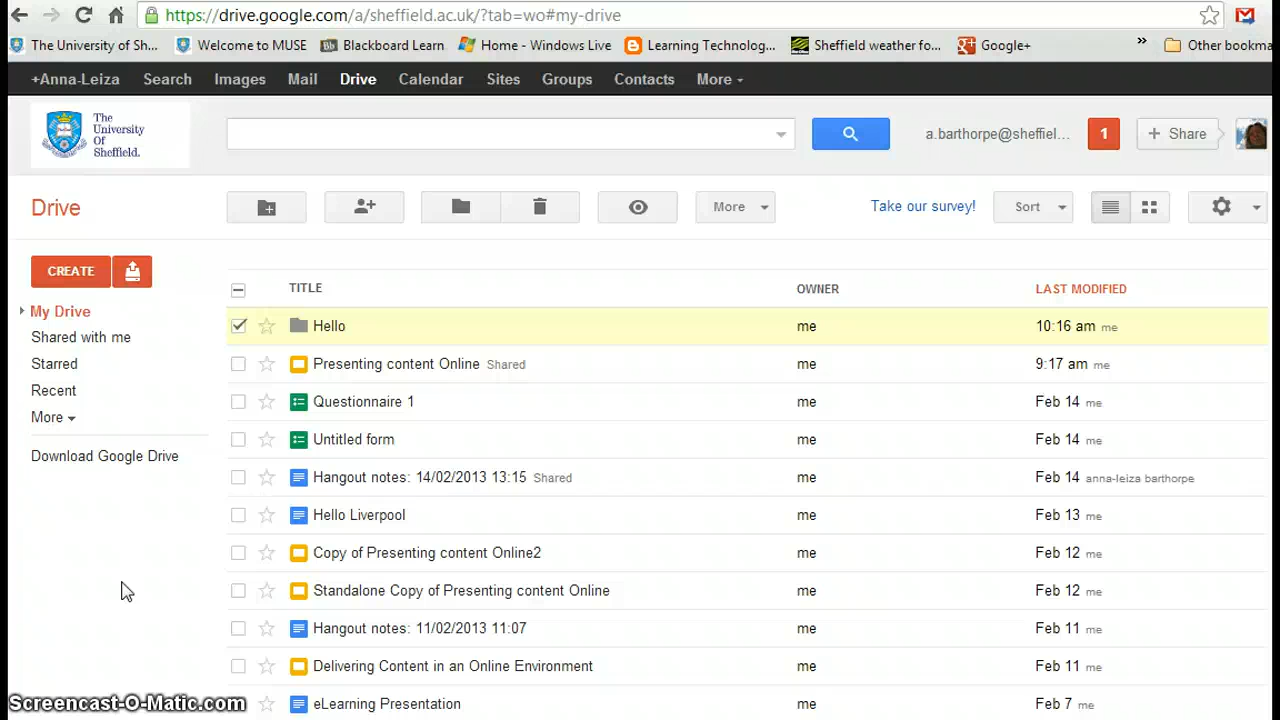 https://drive.google.com/a/sheffield.ac.uk/?tab=wo#my-drive
The University of Sh... Welcome to MUSE Bb Blackboard Learn Home - Windows Live Learning Technolog... Sheffield weather fo... Google+ » Other bookma
+Anna-Leiza Search Images Mail Drive Calendar Sites Groups Contacts More
The
University
Of
Sheffield.
a.barthorpe@sheffiel... 1 + Share
Drive More Take our survey! Sort
CREATE
TITLE OWNER LAST MODIFIED
My Drive
Shared with me
Starred
Recent
More
Download Google Drive
Hello me 10:16 am me
Presenting content Online Shared me 9:17 am me
Questionnaire 1 me Feb 14 me
Untitled form me Feb 14 me
Hangout notes: 14/02/2013 13:15 Shared me Feb 14 anna-leiza barthorpe
Hello Liverpool me Feb 13 me
Copy of Presenting content Online2 me Feb 12 me
Standalone Copy of Presenting content Online me Feb 12 me
Hangout notes: 11/02/2013 11:07 me Feb 11 me
Delivering Content in an Online Environment me Feb 11 me
eLearning Presentation me Feb 7 me
Screencast-O-Matic.com